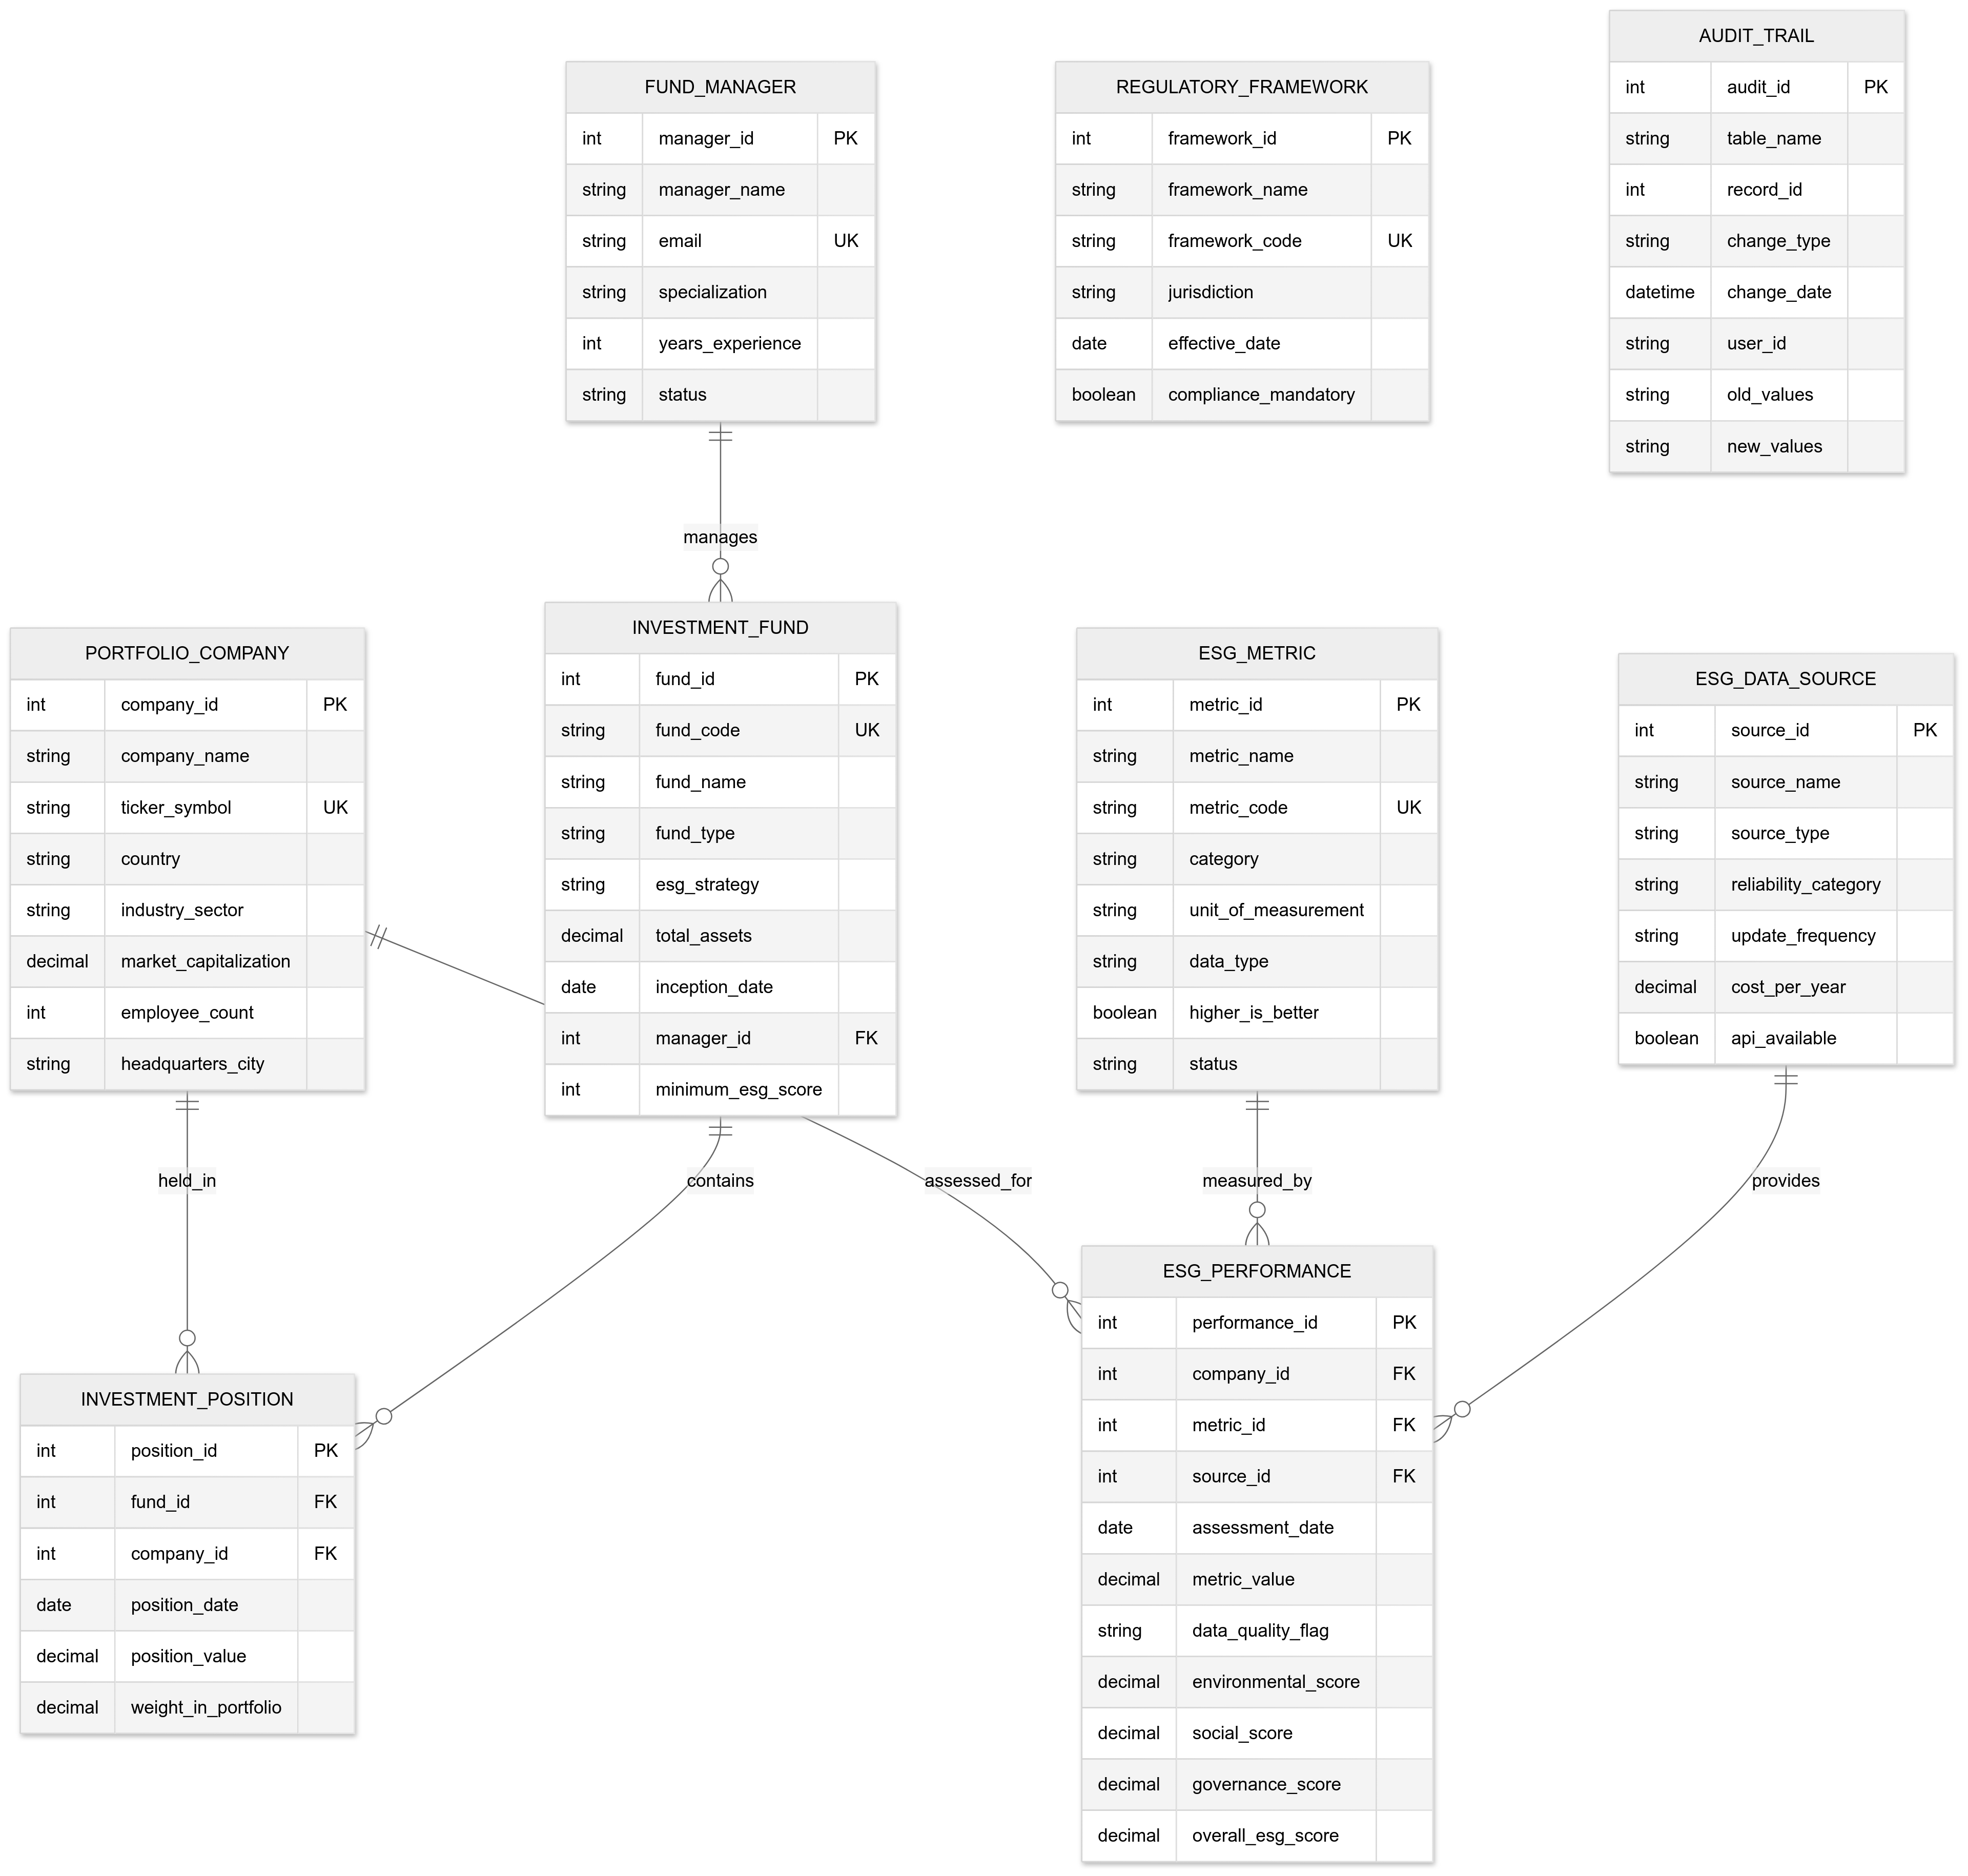 FUND_MANAGER
int manager_id PK
string manager_name
string email UK
string specialization
int years_experience
string status
REGULATORY_FRAMEWORK
int framework_id PK
string framework_name
string framework_code UK
string jurisdiction
date effective_date
boolean compliance_mandatory
AUDIT_TRAIL
int audit_id PK
string table_name
int record_id
string change_type
datetime change_date
string user_id
string old_values
string new_values
manages
PORTFOLIO_COMPANY
int company_id PK
string company_name
string ticker_symbol UK
string country
string industry_sector
decimal market_capitalization
int employee_count
string headquarters_city
INVESTMENT_FUND
int fund_id PK
string fund_code UK
string fund_name
string fund_type
string esg_strategy
decimal total_assets
date inception_date
int manager_id FK
int minimum_esg_score
ESG_METRIC
int metric_id PK
string metric_name
string metric_code UK
string category
string unit_of_measurement
string data_type
boolean higher_is_better
string status
ESG_DATA_SOURCE
int source_id PK
string source_name
string source_type
string reliability_category
string update_frequency
decimal cost_per_year
boolean api_available
held_in
contains
assessed_for
measured_by
provides
INVESTMENT_POSITION
int position_id PK
int fund_id FK
int company_id FK
date position_date
decimal position_value
decimal weight_in_portfolio
ESG_PERFORMANCE
int performance_id PK
int company_id FK
int metric_id FK
int source_id FK
date assessment_date
decimal metric_value
string data_quality_flag
decimal environmental_score
decimal social_score
decimal governance_score
decimal overall_esg_score